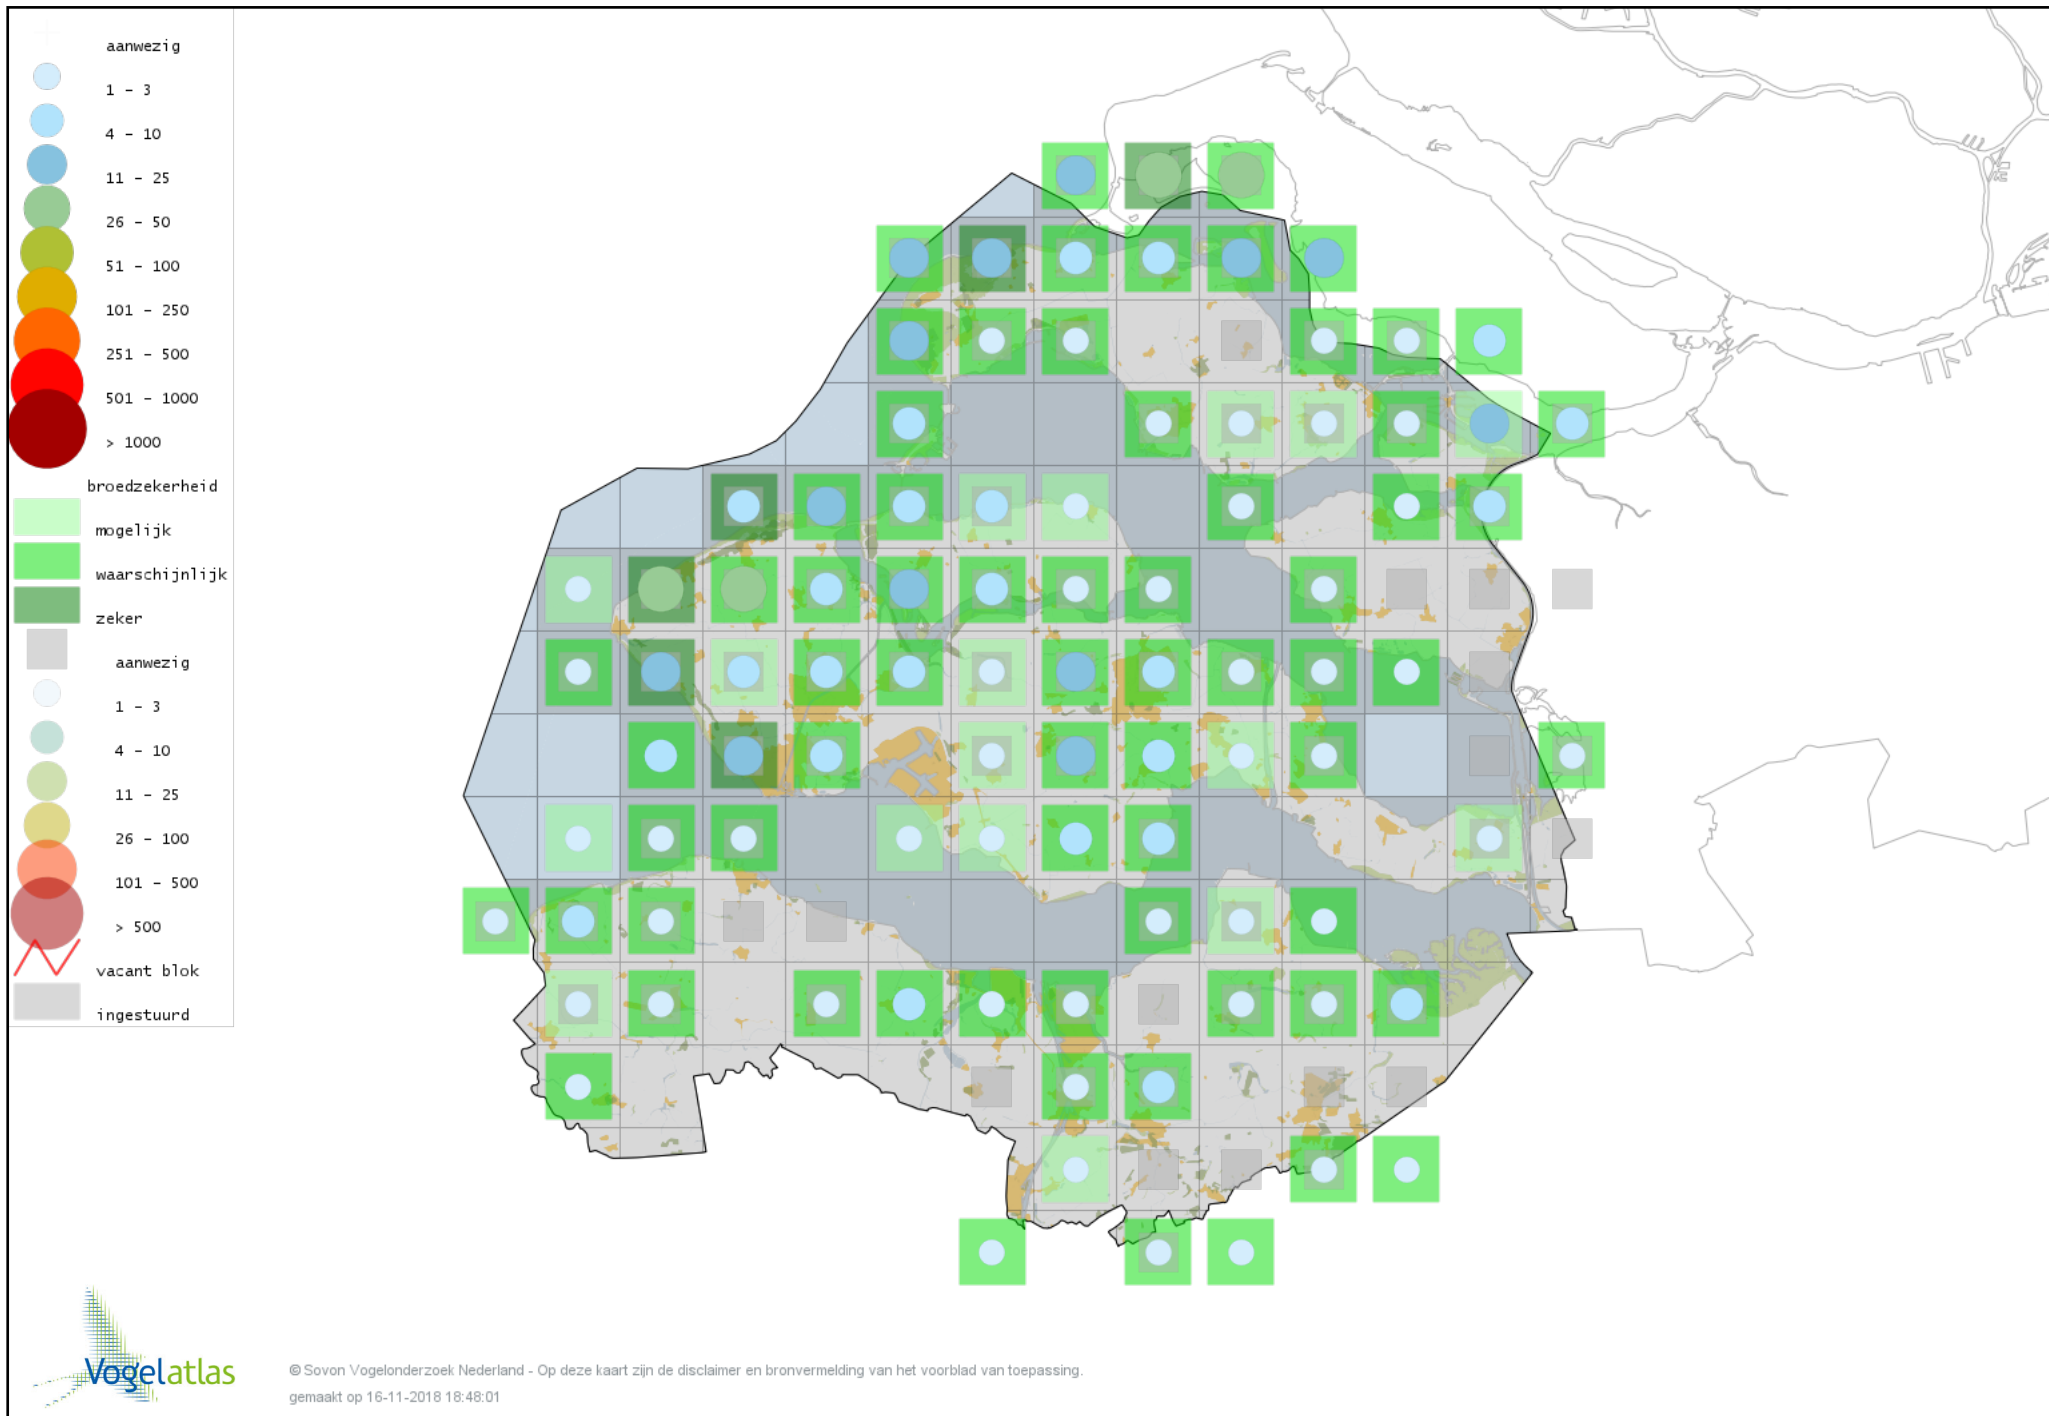 aanwezig
1 - 3
4 - 10
11 - 25
26 - 50
51 - 100
101 - 250
251 - 500
501 - 1000
> 1000
broedzekerheid
mogelijk
waarschijnlijk
zeker
aanwezig
1 - 3
4 - 10
11 - 25
26 - 100
101 - 500
> 500
vacant blok
ingestuurd
Vogelatlas
© Sovon Vogelonderzoek Nederland - Op deze kaart zijn de disclaimer en bronvermelding van het voorblad van toepassing.
gemaakt op 16-11-2018 18:48:01